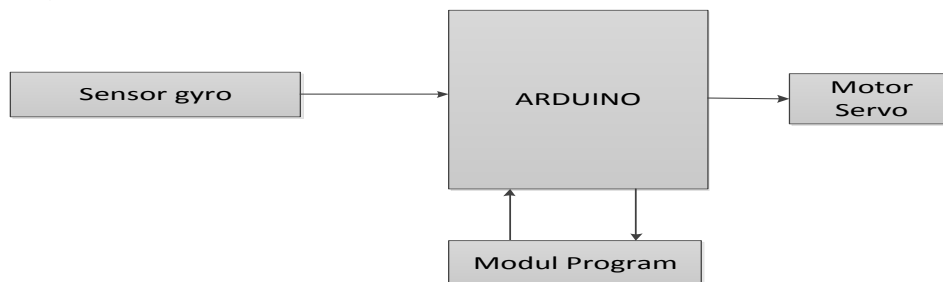 Sensor gyro
ARDUINO
Motor
Servo
Modul Program